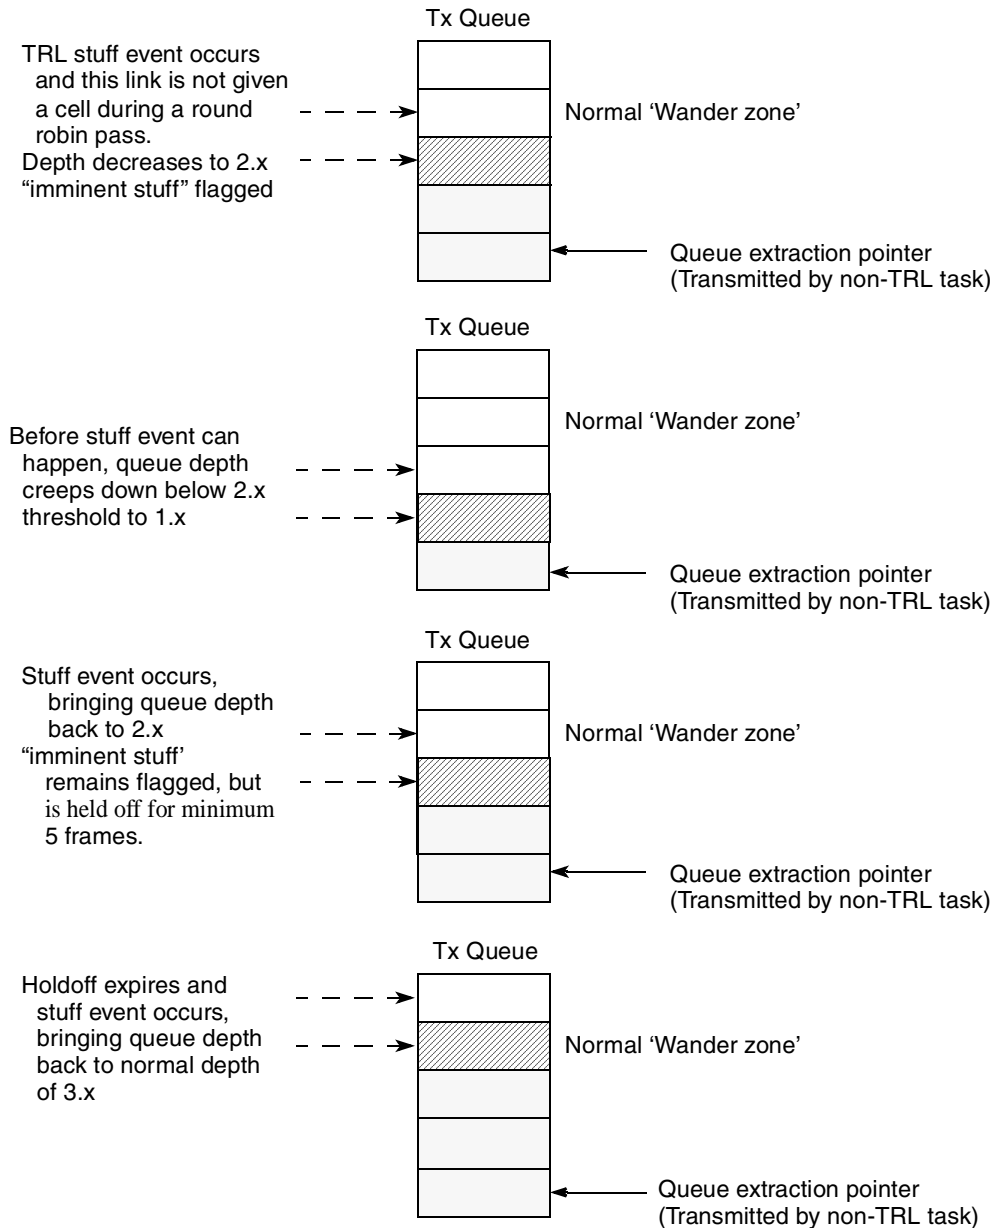 Tx Queue
TRL stuff event occurs
and this link is not given
a cell during a round
robin pass.
Depth decreases to 2.x
“imminent stuff” flagged
Normal ‘Wander zone’
Queue extraction pointer
(Transmitted by non-TRL task)
Tx Queue
Before stuff event can
happen, queue depth
creeps down below 2.x
threshold to 1.x
Normal ‘Wander zone’
Queue extraction pointer
(Transmitted by non-TRL task)
Tx Queue
Stuff event occurs,
bringing queue depth
back to 2.x
“imminent stuff’
remains flagged, but
is held off for minimum
5 frames.
Normal ‘Wander zone’
Queue extraction pointer
(Transmitted by non-TRL task)
Tx Queue
Holdoff expires and
stuff event occurs,
bringing queue depth
back to normal depth
of 3.x
Normal ‘Wander zone’
Queue extraction pointer
(Transmitted by non-TRL task)